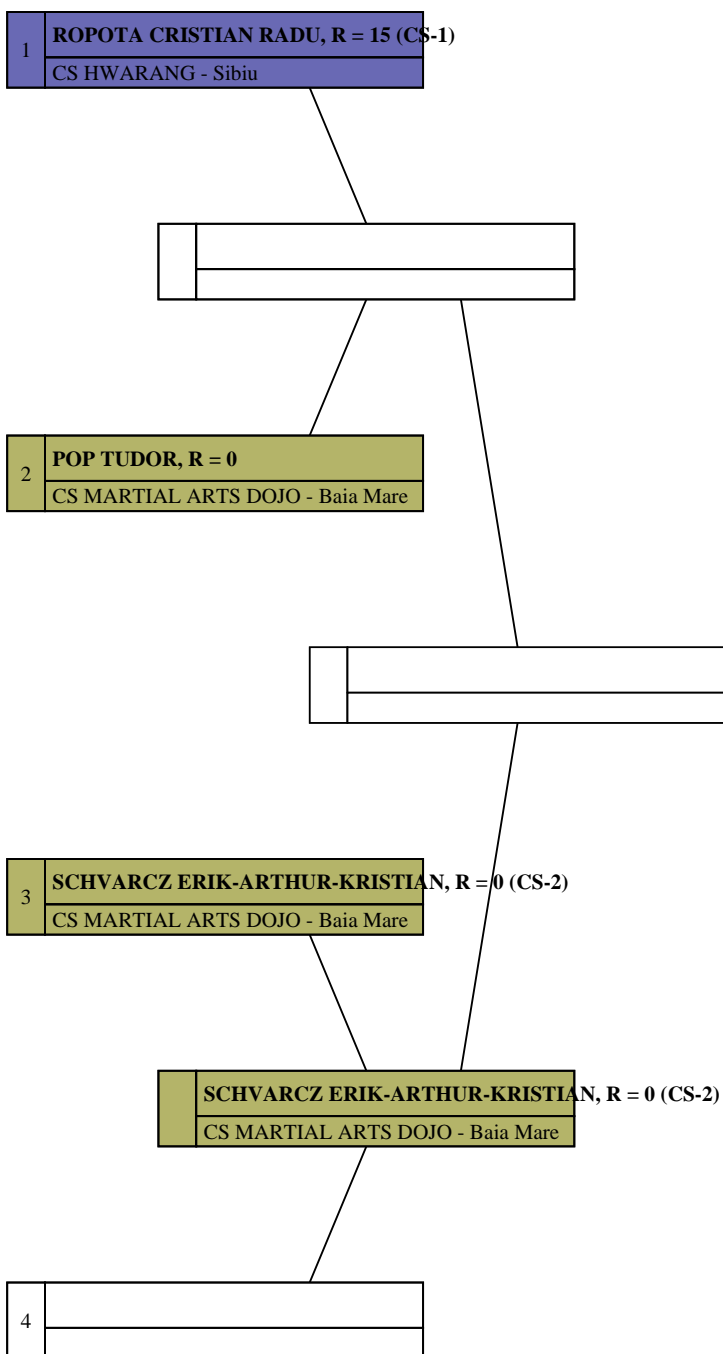 1
ROPOTA CRISTIAN RADU, R = 15 (CS-1)
CS HWARANG - Sibiu
2
POP TUDOR, R = 0
CS MARTIAL ARTS DOJO - Baia Mare
3
SCHVARCZ ERIK-ARTHUR-KRISTIAN, R = 0 (CS-2)
CS MARTIAL ARTS DOJO - Baia Mare
SCHVARCZ ERIK-ARTHUR-KRISTIAN, R = 0 (CS-2)
CS MARTIAL ARTS DOJO - Baia Mare
4